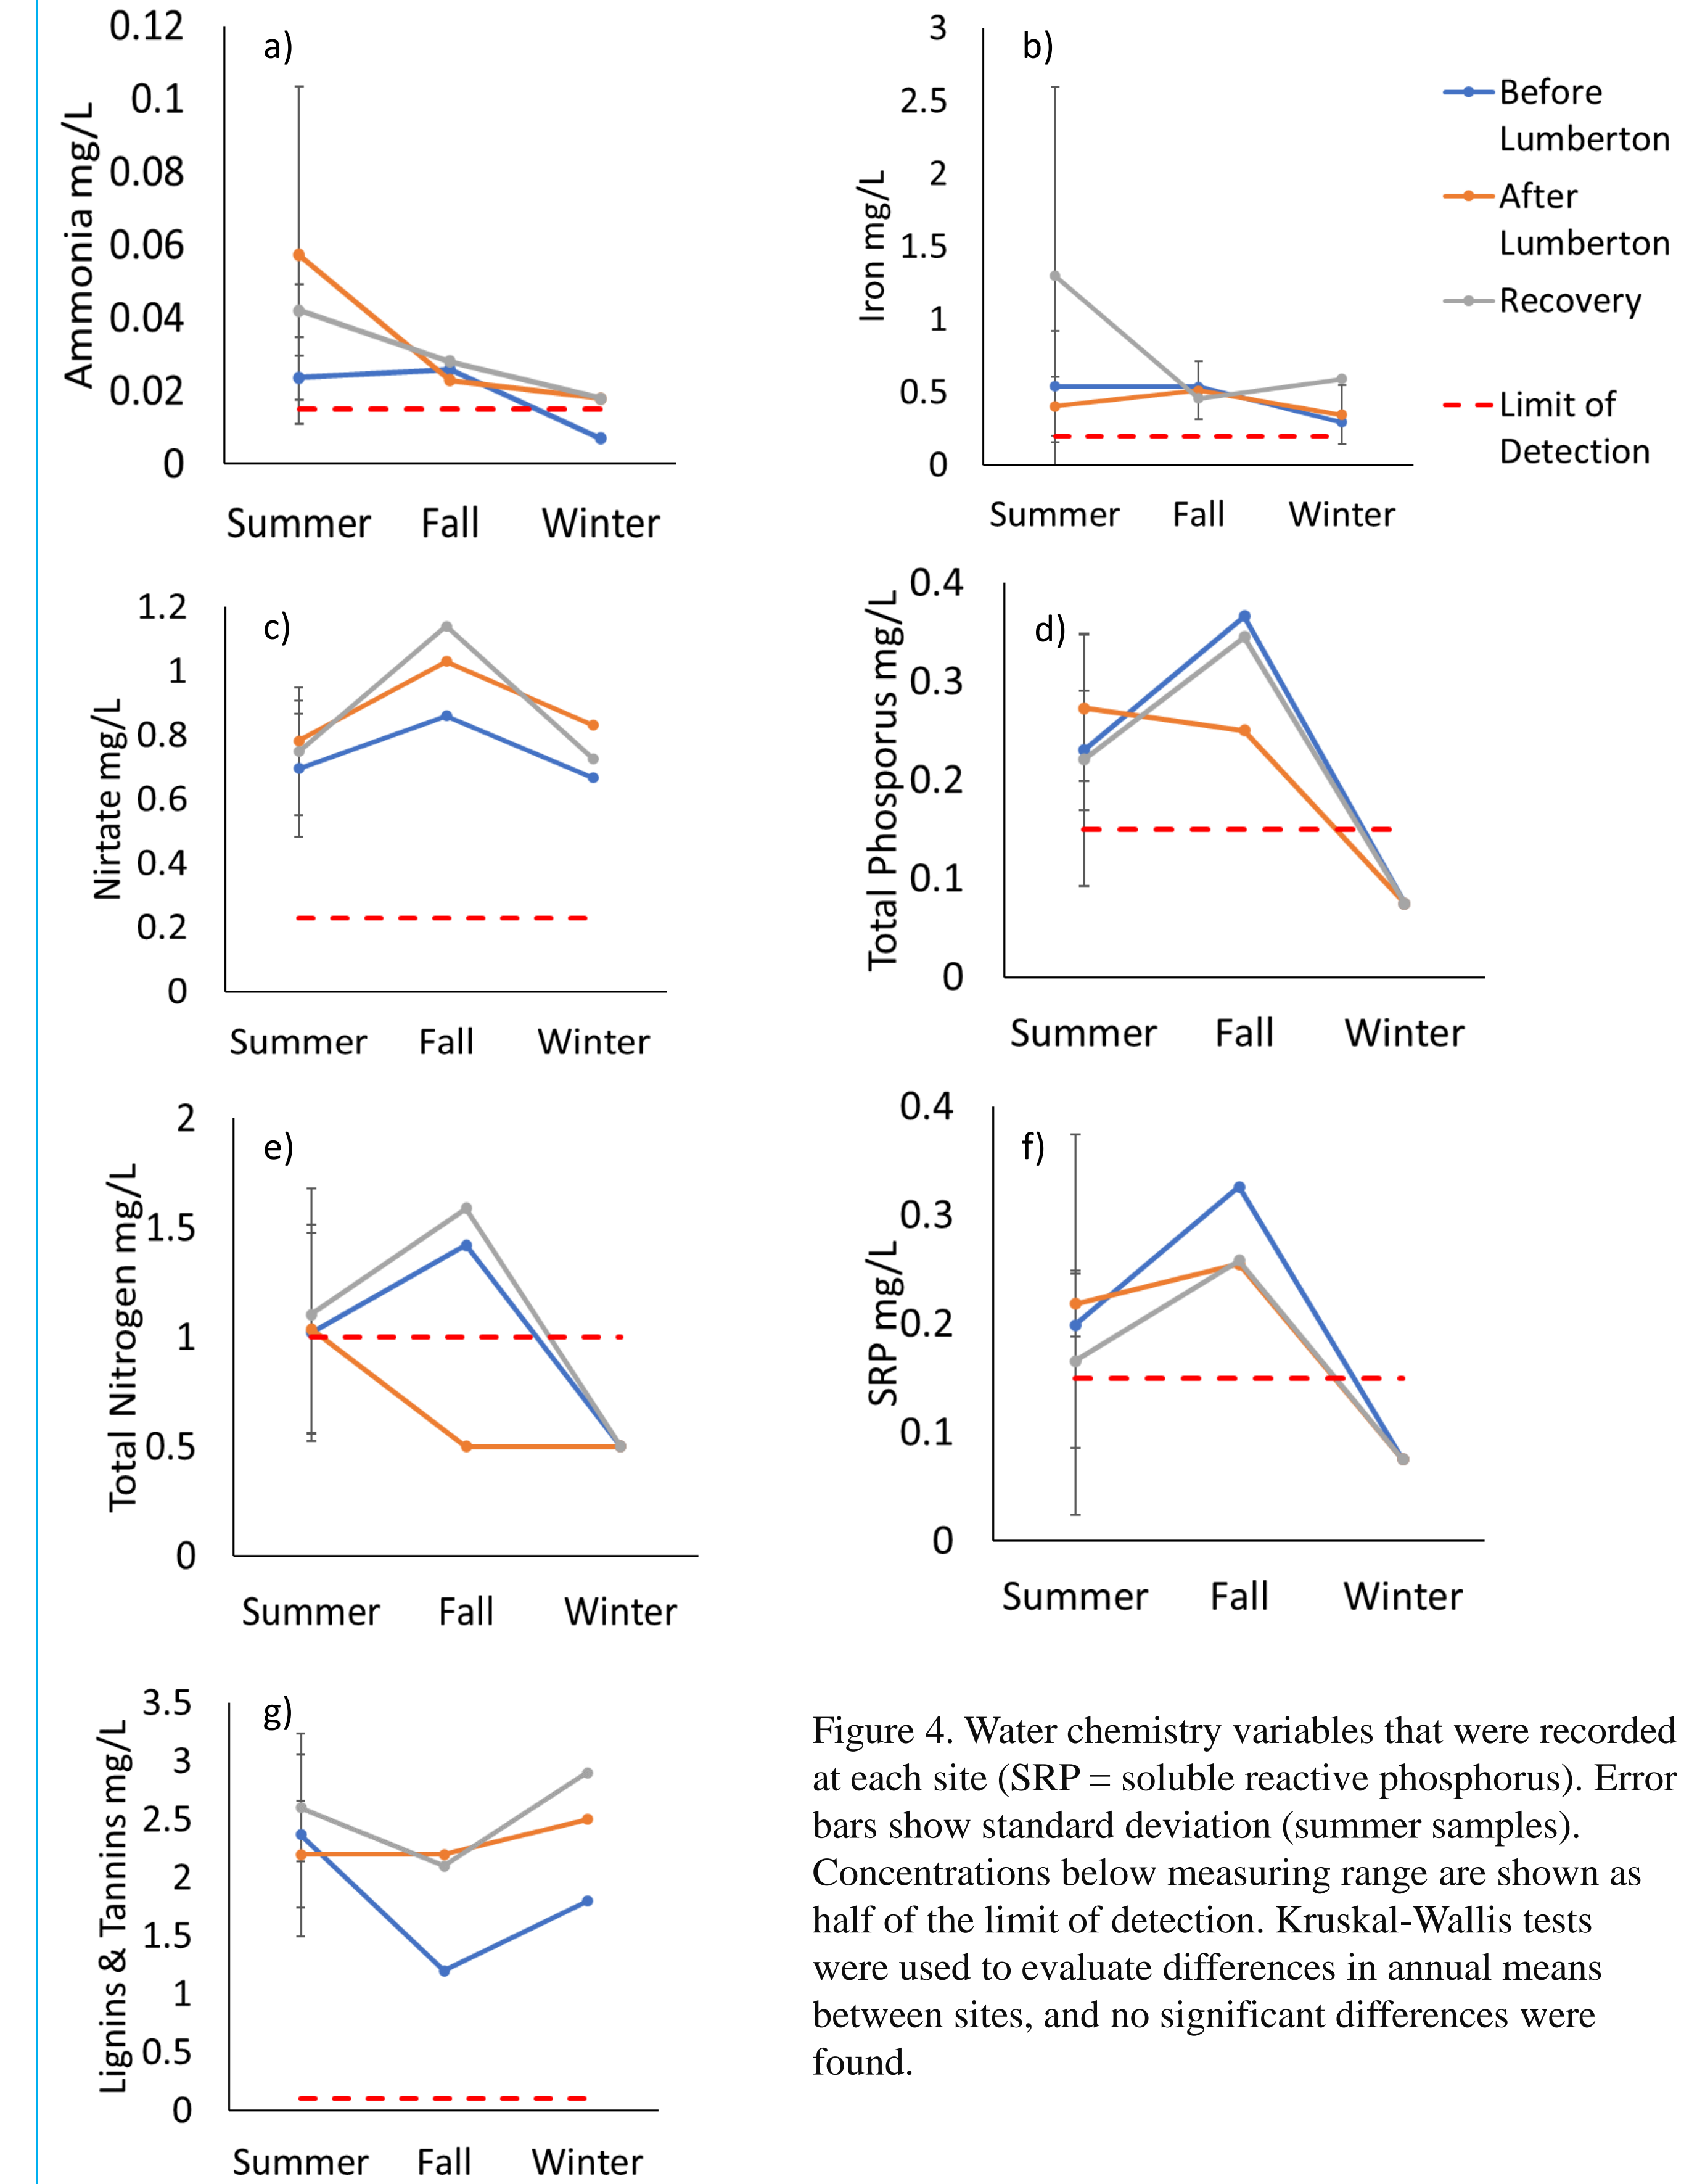 a)
Ammonia mg/L
0.12
0.1
0.08
0.06
0.04
0.02
0
Summer Fall Winter
b)
Iron mg/L
3
2.5
2
1.5
1
0.5
0
Summer Fall Winter
Before
Lumberton
After
Lumberton
Recovery
Limit of
Detection
c)
Nirtate mg/L
1.2
1
0.8
0.6
0.4
0.2
0
Summer Fall Winter
d)
Total Phosporus mg/L
0.4
0.3
0.2
0.1
0
Summer Fall Winter
e)
Total Nitrogen mg/L
2
1.5
1
0.5
0
Summer Fall Winter
f)
SRP mg/L
0.4
0.3
0.2
0.1
0
Summer Fall Winter
g)
Lignins & Tannins mg/L
3.5
3
2.5
2
1.5
1
0.5
0
Summer Fall Winter
Figure 4. Water chemistry variables that were recorded
at each site (SRP = soluble reactive phosphorus). Error
bars show standard deviation (summer samples).
Concentrations below measuring range are shown as
half of the limit of detection. Kruskal-Wallis tests
were used to evaluate differences in annual means
between sites, and no significant differences were
found.